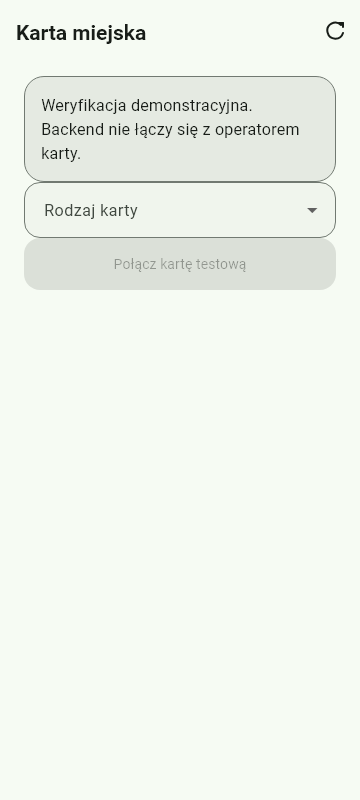 Karta miejska
Weryfikacja demonstracyjna.
Backend nie łączy się z operatorem
karty.
Rodzaj karty
Połącz kartę testową